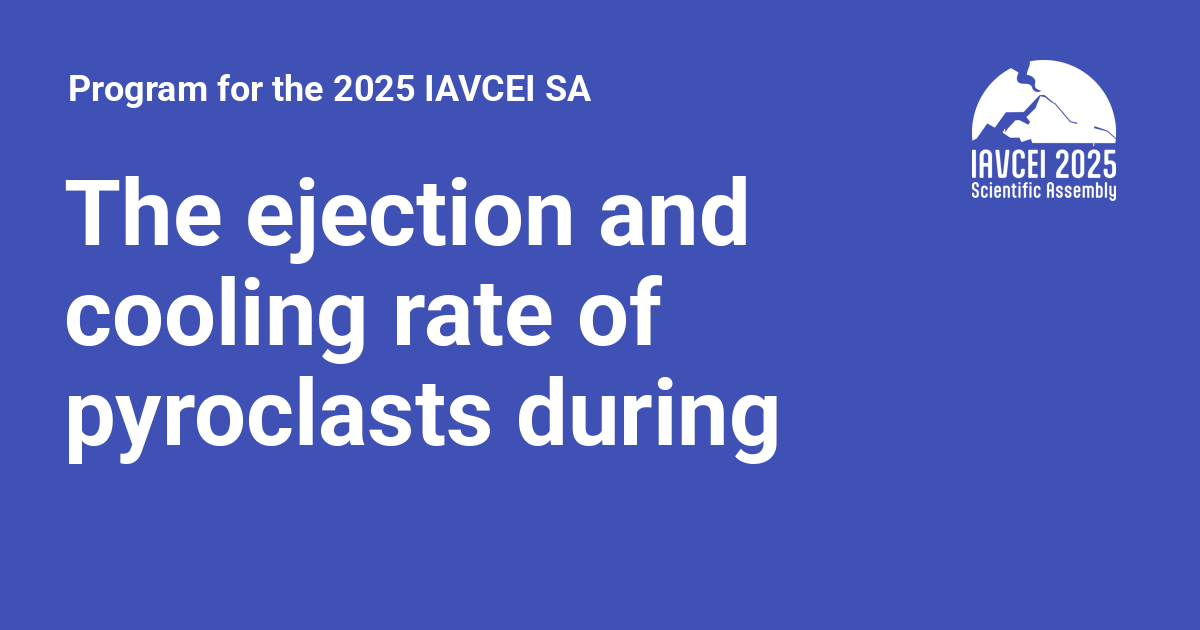 Program for the 2025 IAVCEI SA
IAVCEI 2025
Scientific Assembly
The ejection and
cooling rate of
pyroclasts during